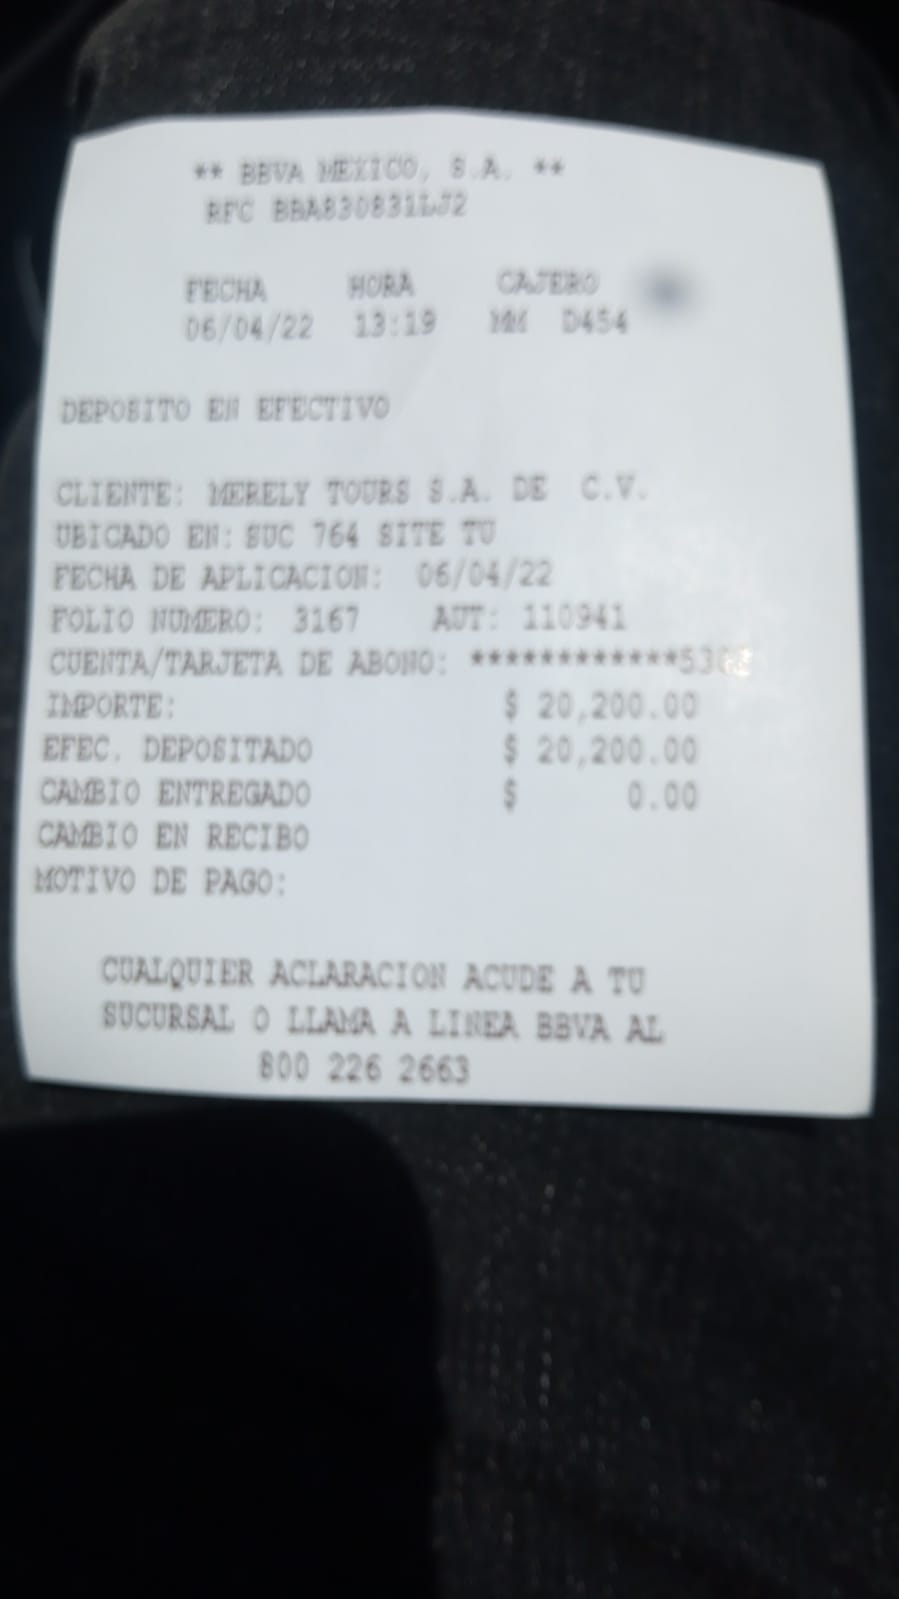 ** BBVA MEXICO, S.A. **
RFC BBA830831LJ2
FECHA HORA CAJERO
06/04/22 13:19 MM D454
DEPOSITO EN EFECTIVO
CLIENTE: MERELY TOURS S.A. DE C.V.
UBICADO EN: SUC 764 SITE TU
FECHA DE APLICACION: 06/04/22
FOLIO NUMERO: 3167 AUT: 110941
CUENTA/TARJETA DE ABONO:
IMPORTE: $ 20,200.00
EFEC. DEPOSITADO $ 20,200.00
CAMBIO ENTREGADO $ 0.00
CAMBIO EN RECIBO
MOTIVO DE PAGO:
CUALQUIER ACLARACION ACUDE A TU
SUCURSAL O LLAMA A LINEA BBVA AL
800 226 2663